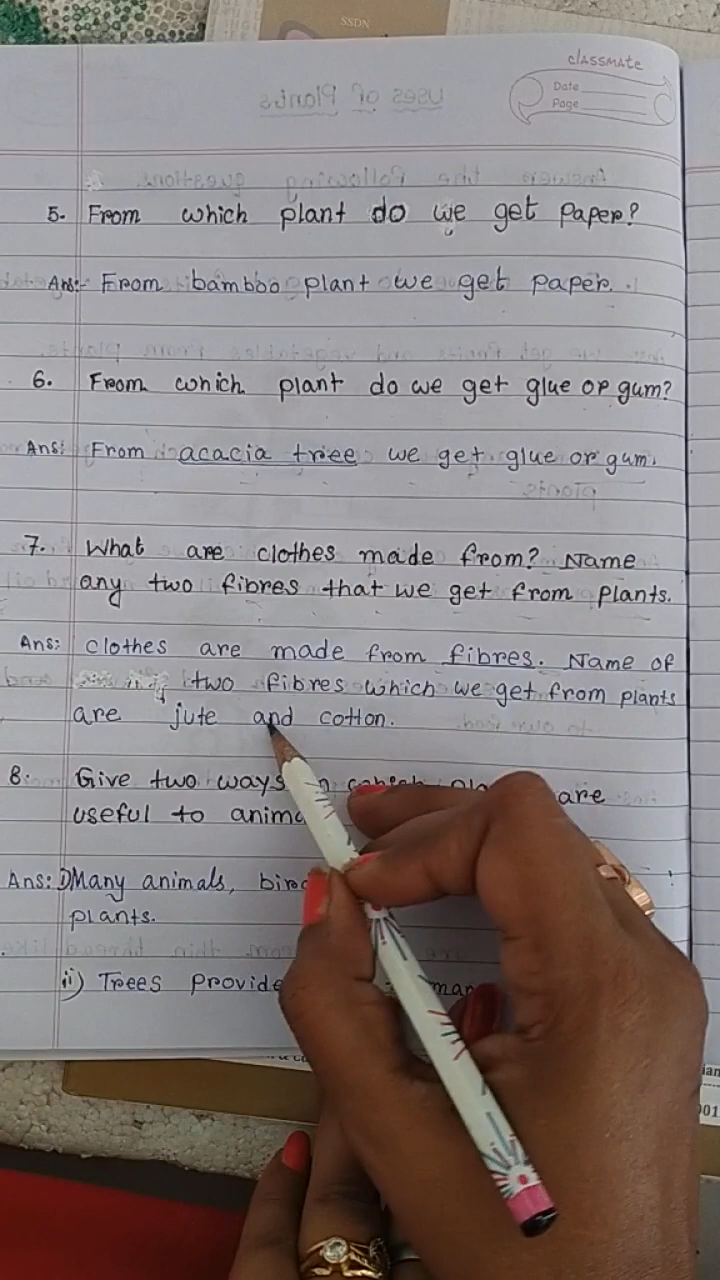 SSDN
classmate
Date
Page
5. From which plant do we get paper?
Ans:- From bamboo plant we get paper.
6. From which plant do we get glue or gum?
Ans: From acacia tree we get glue or gum.
7. What are clothes made from? Name
any two fibres that we get from plants.
Ans: clothes are made from fibres. Name of
two fibres which we get from plants
are jute and cotton.
8. Give two ways in which are
useful to
Ans: i) Many animals,
plants.
ii) Trees